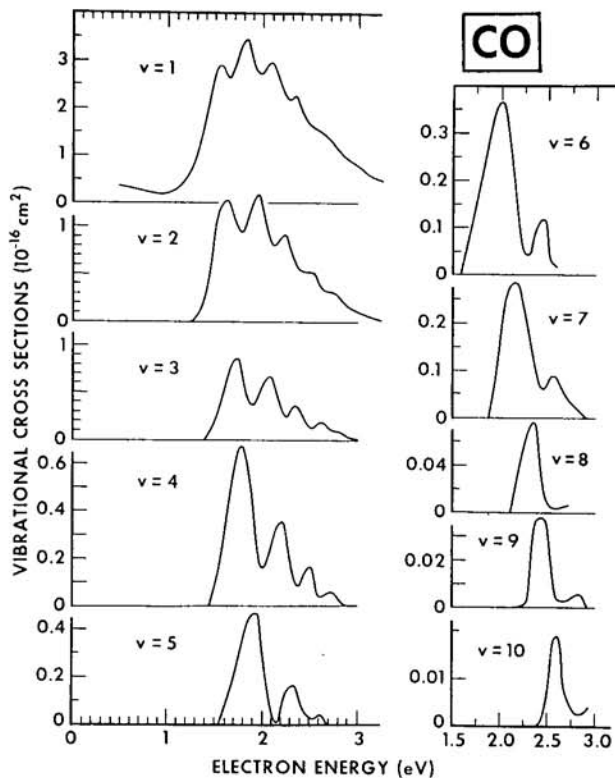 CO
VIBRATIONAL CROSS SECTIONS (10⁻¹⁶ cm²)
v = 1
3
2
1
0
v = 2
1
0
v = 3
1
0
v = 4
0.6
0.4
0.2
0
v = 5
0.4
0.2
0
0 1 2 3
v = 6
0.3
0.2
0.1
0
v = 7
0.2
0.1
0
v = 8
0.04
0
v = 9
0.02
0
v = 10
0.01
0
1.5 2.0 2.5 3.0
ELECTRON ENERGY (eV)